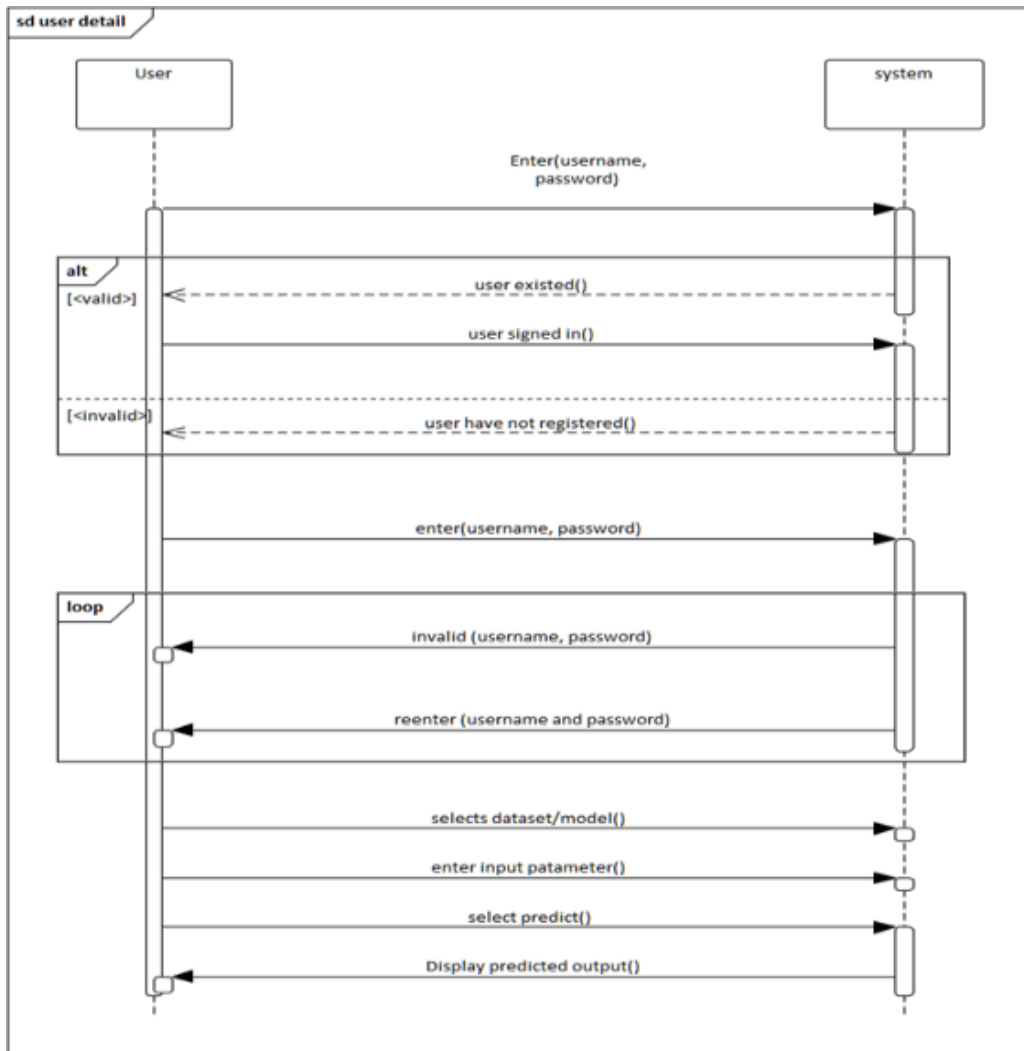 sd user detail
User
system
Enter(username,
password)
alt
[<valid>]
user existed()
user signed in()
[<invalid>]
user have not registered()
enter(username, password)
loop
invalid (username, password)
reenter (username and password)
selects dataset/model()
enter input patameter()
select predict()
Display predicted output()